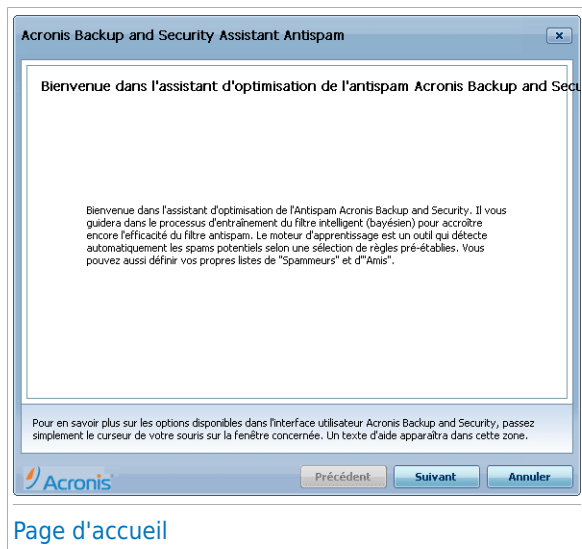 Acronis Backup and Security Assistant Antispam
Bienvenue dans l'assistant d'optimisation de l'antispam Acronis Backup and Secu
Bienvenue dans l'assistant d'optimisation de l'Antispam Acronis Backup and Security. Il vous
guidera dans le processus d'entraînement du filtre intelligent (bayésien) pour accroître
encore l'efficacité du filtre antispam. Le moteur d'apprentissage est un outil qui détecte
automatiquement les spams potentiels selon une sélection de règles pré-établies. Vous
pouvez aussi définir vos propres listes de "Spammeurs" et d'"Amis".
Pour en savoir plus sur les options disponibles dans l'interface utilisateur Acronis Backup and Security, passez
simplement le curseur de votre souris sur la fenêtre concernée. Un texte d'aide apparaîtra dans cette zone.
Acronis
Précédent Suivant Annuler
Page d'accueil